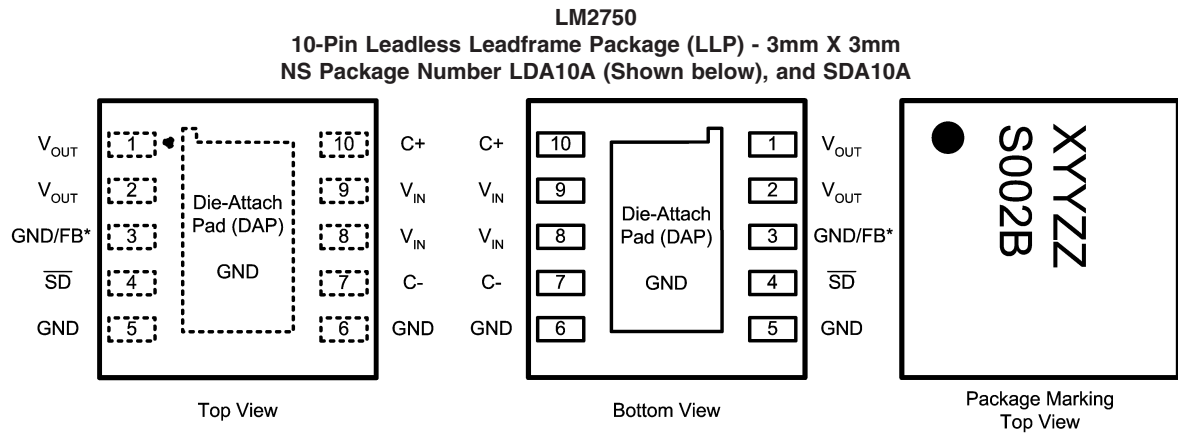 LM2750
10-Pin Leadless Leadframe Package (LLP) - 3mm X 3mm
NS Package Number LDA10A (Shown below), and SDA10A
VOUT 1 10 C+
VOUT 2 9 VIN
GND/FB* 3 8 VIN
SD 4 7 C-
GND 5 6 GND
Die-Attach
Pad (DAP)
GND
Top View
C+ 10 1 VOUT
VIN 9 2 VOUT
VIN 8 3 GND/FB*
C- 7 4 SD
GND 6 5 GND
Die-Attach
Pad (DAP)
GND
Bottom View
XYYZZ
S002B
Package Marking
Top View